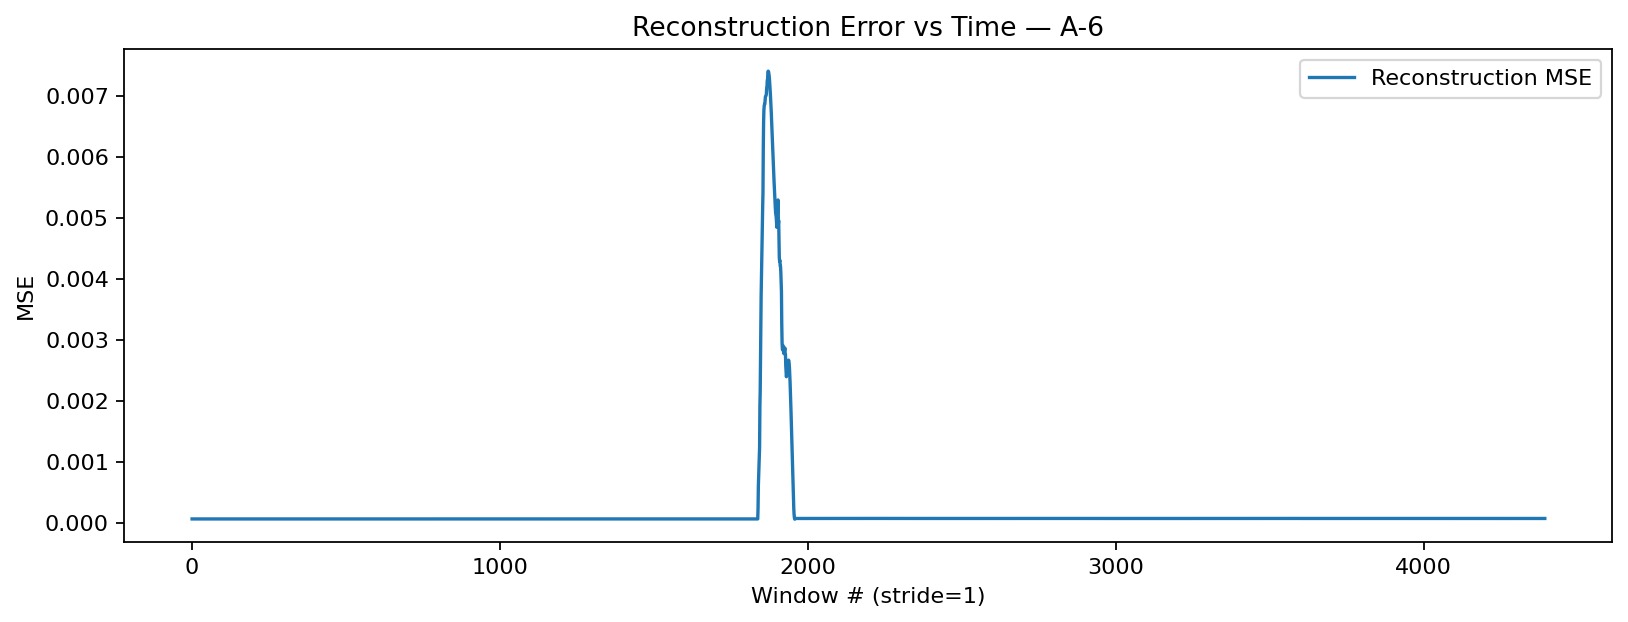 Reconstruction Error vs Time — A-6
Reconstruction MSE
0.007
0.006
0.005
0.004
0.003
0.002
0.001
0.000
MSE
0 1000 2000 3000 4000
Window # (stride=1)